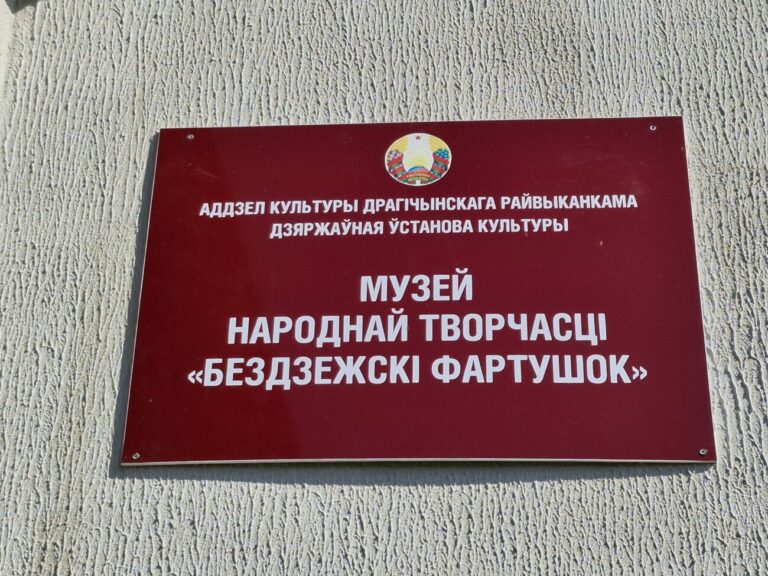 АДДЗЕЛ КУЛЬТУРЫ ДРАГІЧЫНСКАГА РАЙВЫКАНКАМА
ДЗЯРЖАЎНАЯ ЎСТАНОВА КУЛЬТУРЫ
МУЗЕЙ
НАРОДНАЙ ТВОРЧАСЦІ
«БЕЗДЗЕЖСКІ ФАРТУШОК»